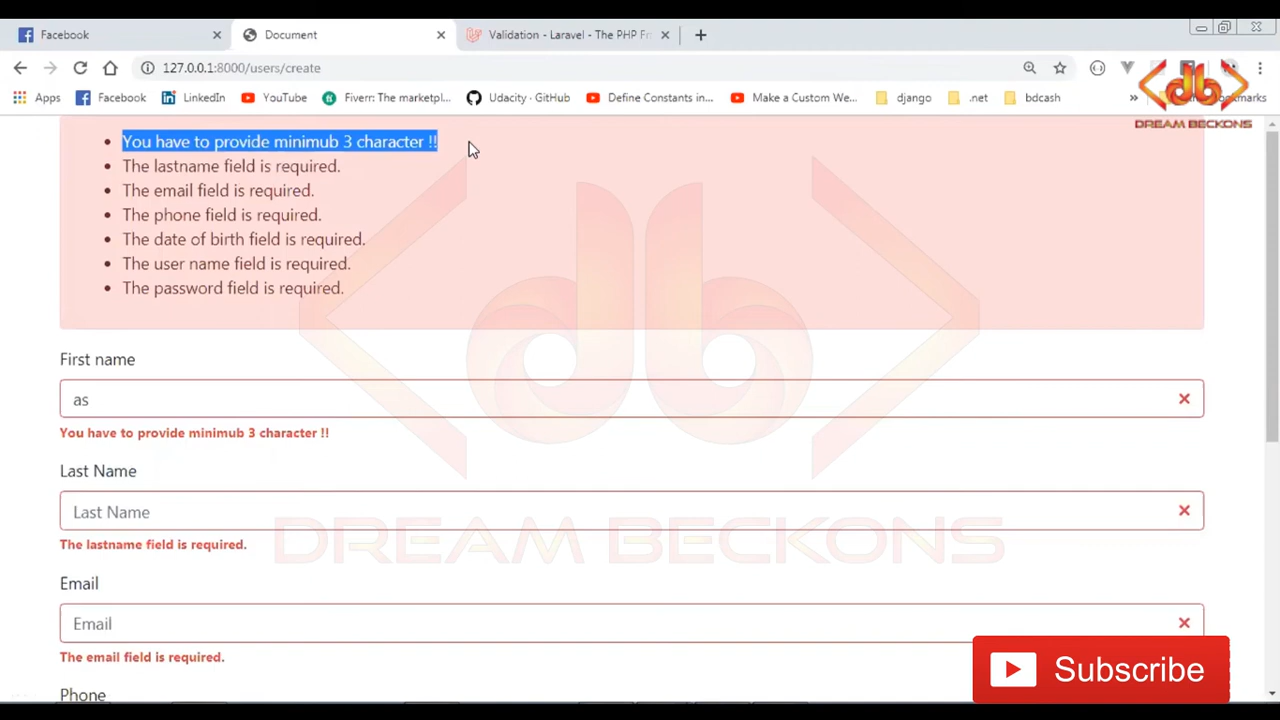 Facebook
Document
Validation - Laravel - The PHP Fr
127.0.0.1:8000/users/create
Apps
Facebook
LinkedIn
YouTube
Fiverr: The marketpl...
Udacity · GitHub
Define Constants in...
Make a Custom We...
django
.net
bdcash
»
db
DREAM BECKONS
You have to provide minimub 3 character !!
The lastname field is required.
The email field is required.
The phone field is required.
The date of birth field is required.
The user name field is required.
The password field is required.
First name
as
You have to provide minimub 3 character !!
Last Name
Last Name
The lastname field is required.
DREAM BECKONS
Email
Email
The email field is required.
Phone
Subscribe